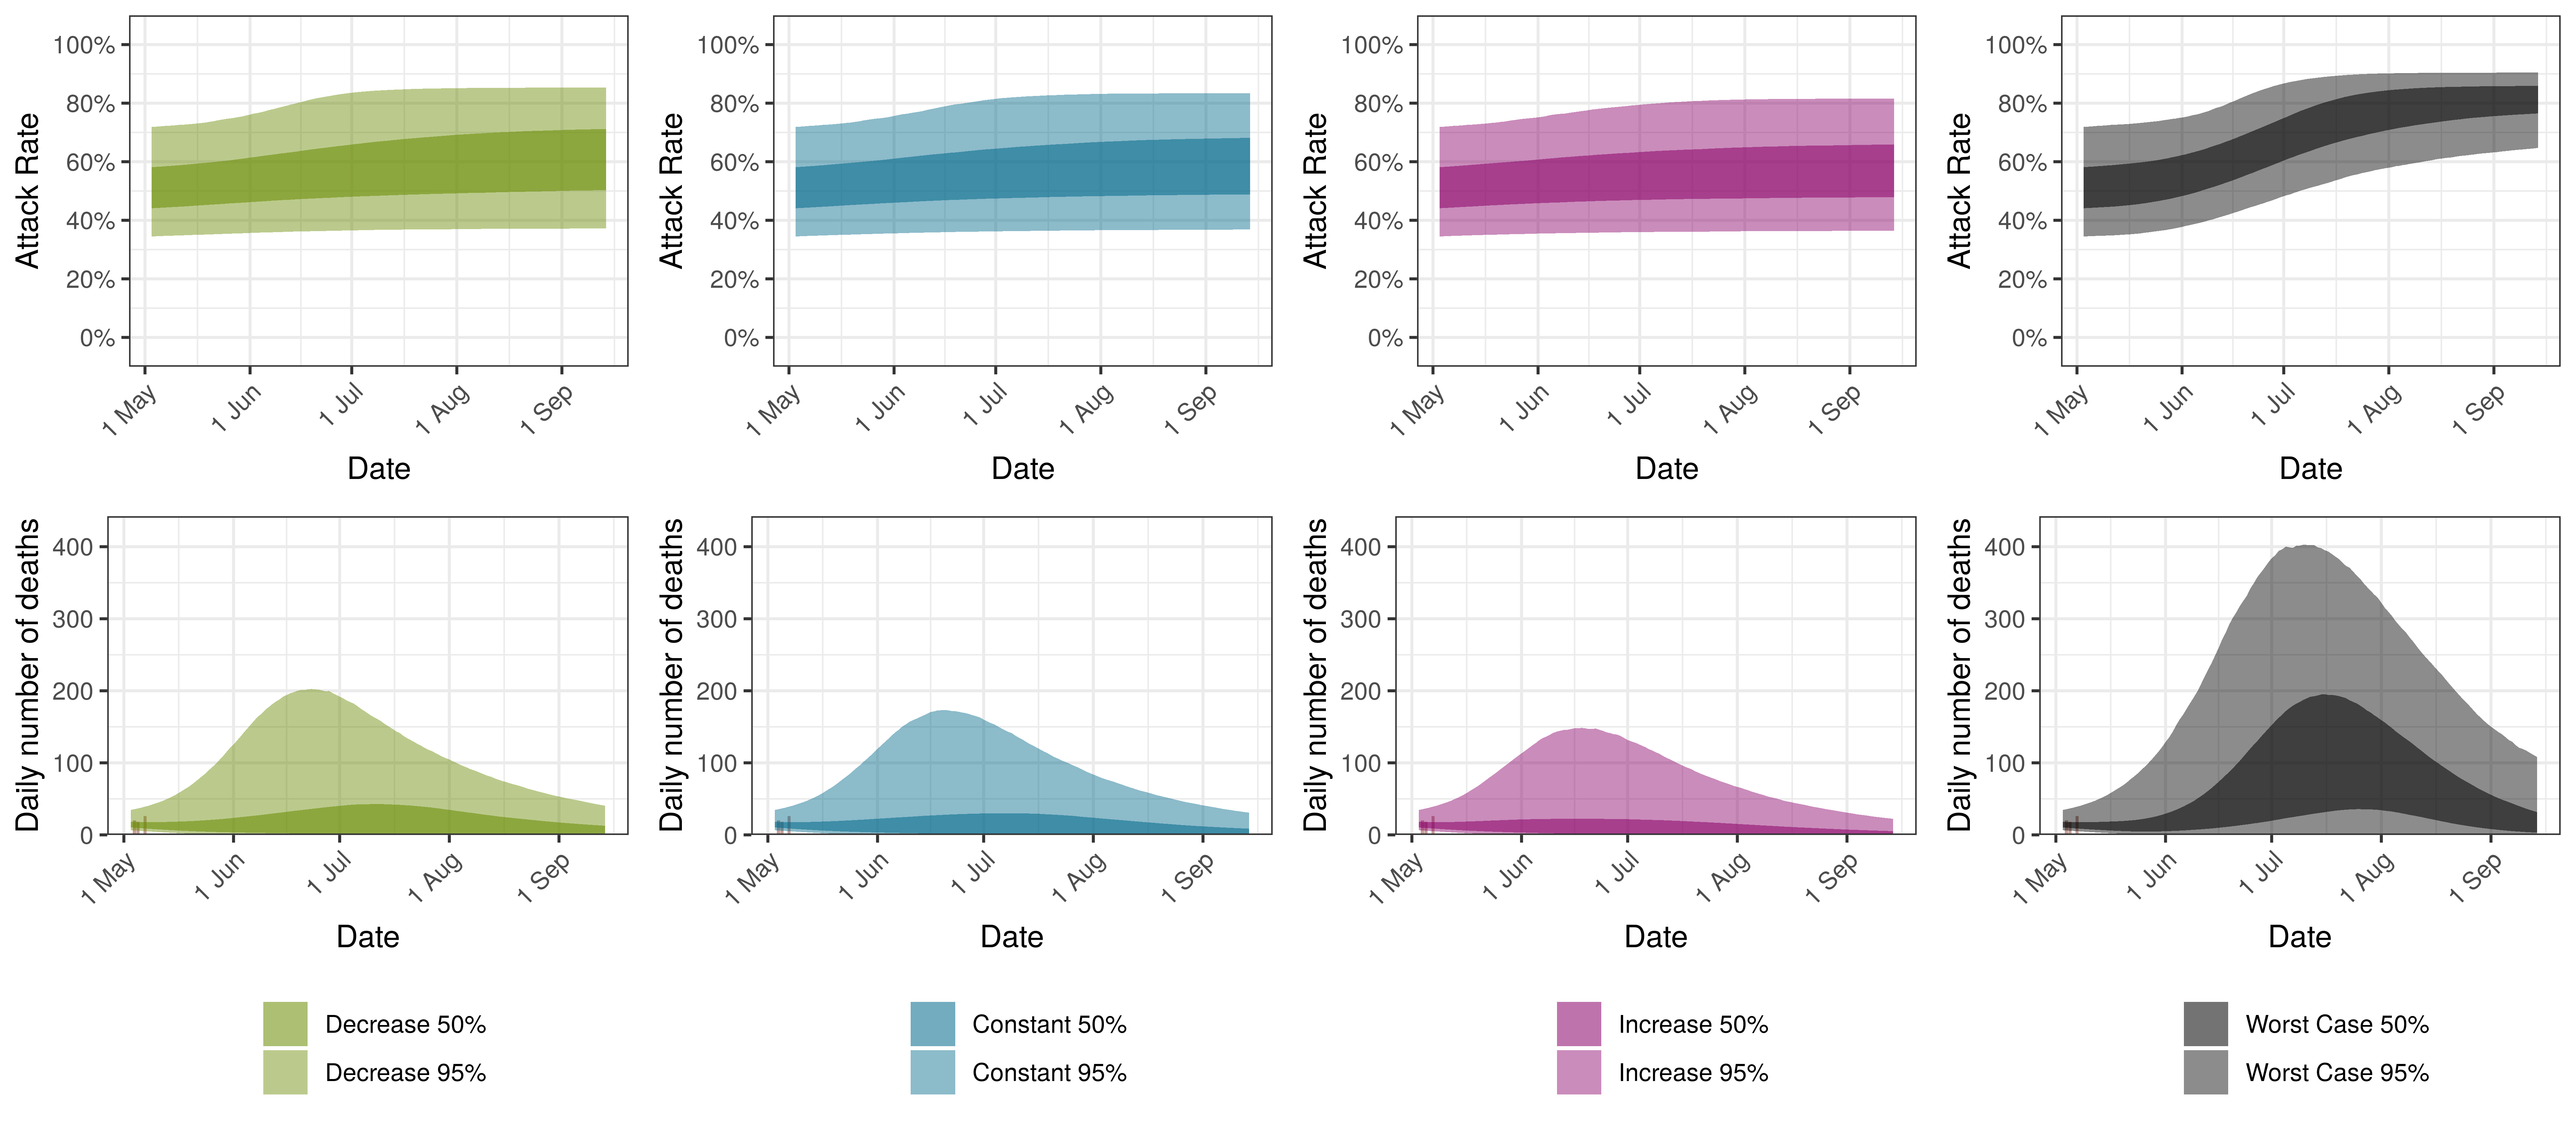 100%
80%
60%
40%
20%
0%
Attack Rate
1 May
1 Jun
1 Jul
1 Aug
1 Sep
Date
100%
80%
60%
40%
20%
0%
Attack Rate
1 May
1 Jun
1 Jul
1 Aug
1 Sep
Date
100%
80%
60%
40%
20%
0%
Attack Rate
1 May
1 Jun
1 Jul
1 Aug
1 Sep
Date
100%
80%
60%
40%
20%
0%
Attack Rate
1 May
1 Jun
1 Jul
1 Aug
1 Sep
Date
400
300
200
100
0
Daily number of deaths
1 May
1 Jun
1 Jul
1 Aug
1 Sep
Date
400
300
200
100
0
Daily number of deaths
1 May
1 Jun
1 Jul
1 Aug
1 Sep
Date
400
300
200
100
0
Daily number of deaths
1 May
1 Jun
1 Jul
1 Aug
1 Sep
Date
400
300
200
100
0
Daily number of deaths
1 May
1 Jun
1 Jul
1 Aug
1 Sep
Date
Decrease 50%
Decrease 95%
Constant 50%
Constant 95%
Increase 50%
Increase 95%
Worst Case 50%
Worst Case 95%